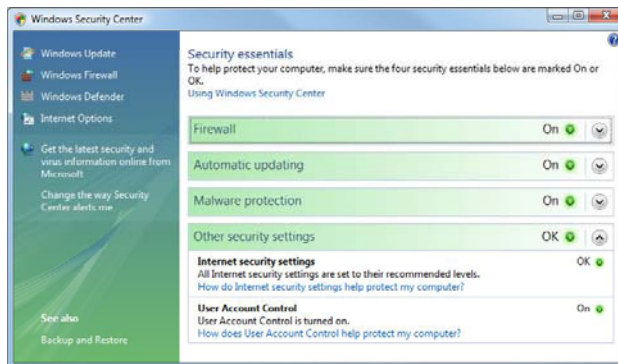 Windows Security Center
Windows Update
Windows Firewall
Windows Defender
Internet Options
Get the latest security and
virus information online from
Microsoft
Change the way Security
Center alerts me
See also
Backup and Restore
Security essentials
To help protect your computer, make sure the four security essentials below are marked On or
OK.
Using Windows Security Center
Firewall On
Automatic updating On
Malware protection On
Other security settings OK
Internet security settings OK
All Internet security settings are set to their recommended levels.
How do Internet security settings help protect my computer?
User Account Control On
User Account Control is turned on.
How does User Account Control help protect my computer?